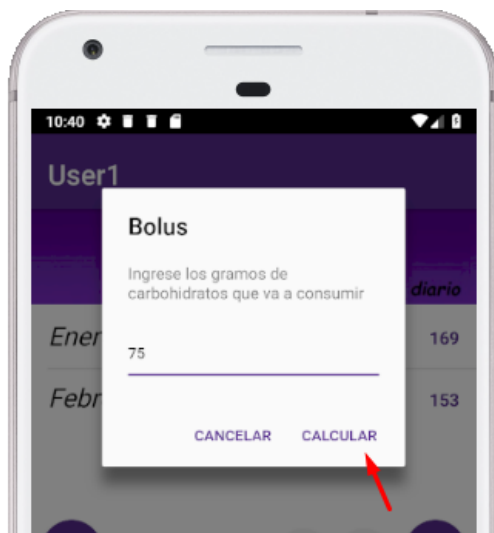 10:40
User1
Bolus
Ingrese los gramos de
carbohidratos que va a consumir
diario
Ener
169
75
Febr
153
CANCELAR CALCULAR